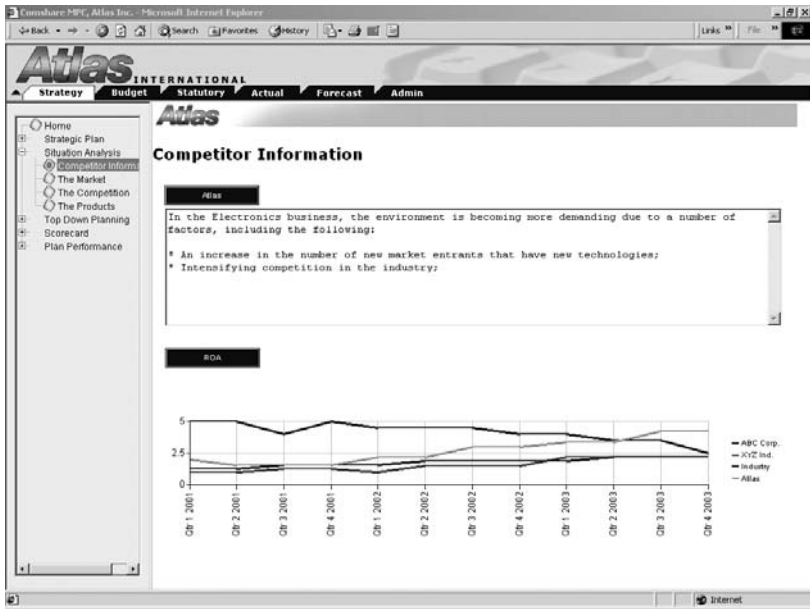 Comshare MPC, Atlas Inc. - Microsoft Internet Explorer
Back Search Favorites History Links »
Atlas INTERNATIONAL
Strategy Budget Statutory Actual Forecast Admin
Atlas
Home
Strategic Plan
Situation Analysis
Competitor Informa
The Market
The Competition
The Products
Top Down Planning
Scorecard
Plan Performance
Competitor Information
Atlas
In the Electronics business, the environment is becoming more demanding due to a number of
factors, including the following:
* An increase in the number of new market entrants that have new technologies;
* Intensifying competition in the industry;
ROA
5
2.5
0
ABC Corp.
XYZ Ind.
Industry
Atlas
Qtr 1 2001
Qtr 2 2001
Qtr 3 2001
Qtr 4 2001
Qtr 1 2002
Qtr 2 2002
Qtr 3 2002
Qtr 4 2002
Qtr 1 2003
Qtr 2 2003
Qtr 3 2003
Qtr 4 2003
Internet